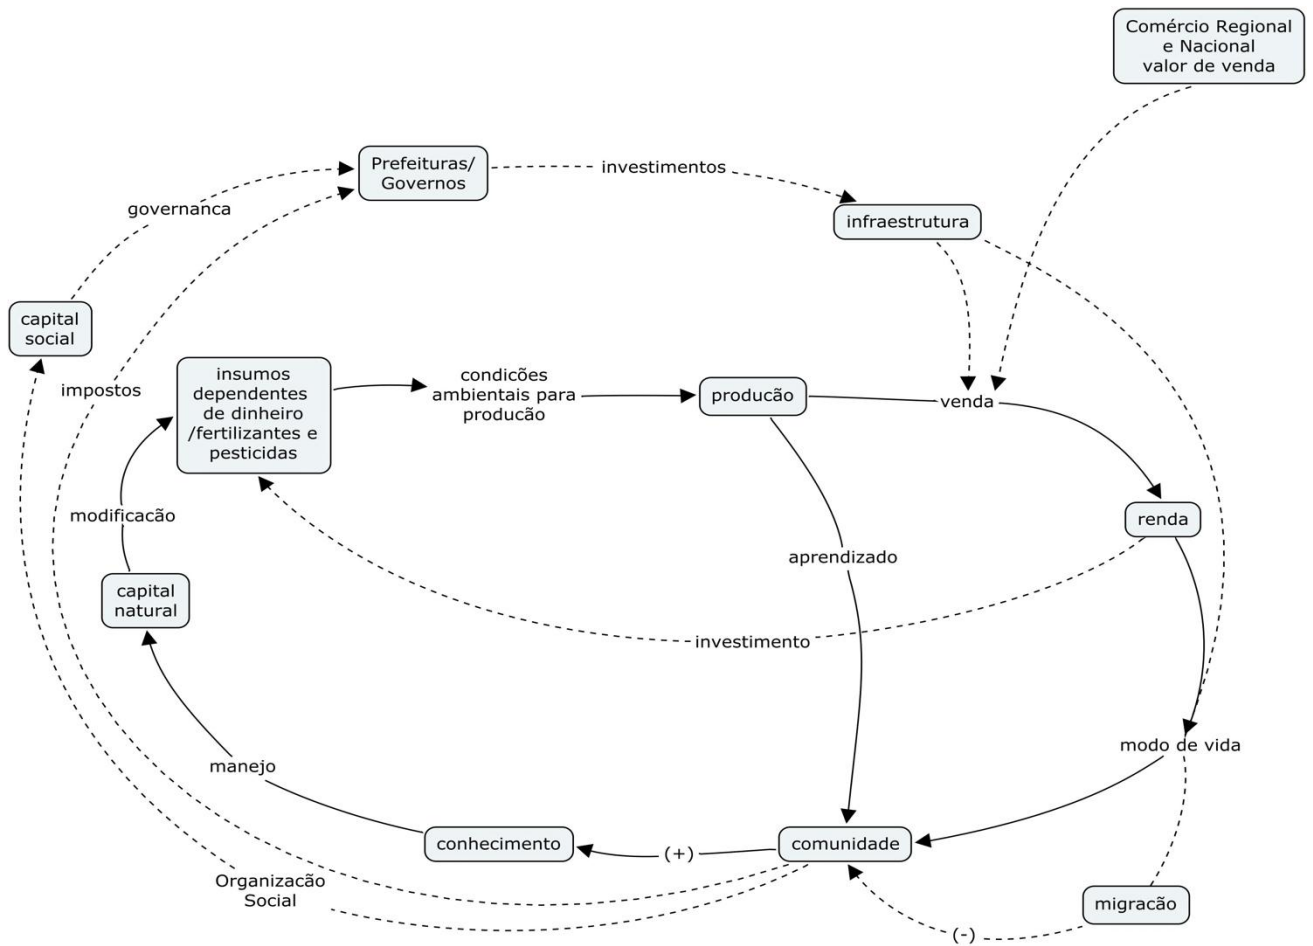 Comércio Regional
e Nacional
valor de venda
Prefeituras/
Governos
investimentos
governanca
infraestrutura
capital
social
impostos
insumos
dependentes
de dinheiro
/fertilizantes e
pesticidas
condicões
ambientais para
producão
producão
venda
modificacão
renda
aprendizado
capital
natural
investimento
modo de vida
manejo
conhecimento
(+)
comunidade
Organizacão
Social
migracão
(-)